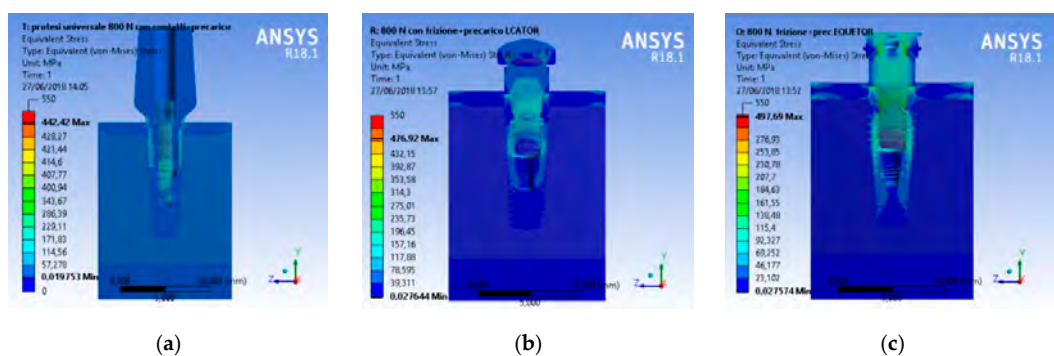 T: protesi universale 800 N con contatti+precarico
Equivalent Stress
Type: Equivalent (von-Mises) Stress
Unit: MPa
Time: 1
27/06/2018 14:05
ANSYS
R18.1
550
442,42 Max
428,27
421,44
414,6
407,77
400,94
343,67
286,39
229,11
171,83
114,56
57,278
0,019753 Min
0
Y
Z
X
5,000
(a)
R: 800 N con frizione+precarico LCATOR
Equivalent Stress
Type: Equivalent (von-Mises)
Unit: MPa
Time: 1
27/06/2018 13:57
ANSYS
R18.1
550
476,92 Max
432,15
392,87
353,58
314,3
275,01
235,73
196,45
157,16
117,88
78,595
39,311
0,027644 Min
Y
Z
5,000
(b)
O: 800 N frizione+prec EQUETOR
Equivalent Stress
Type: Equivalent (von-Mises)
Unit: MPa
Time: 1
27/06/2018 13:52
ANSYS
R18.1
550
497,69 Max
276,95
253,85
230,78
207,7
184,63
161,55
138,48
115,4
92,327
69,252
46,177
23,102
0,027574 Min
Y
Z
(c)